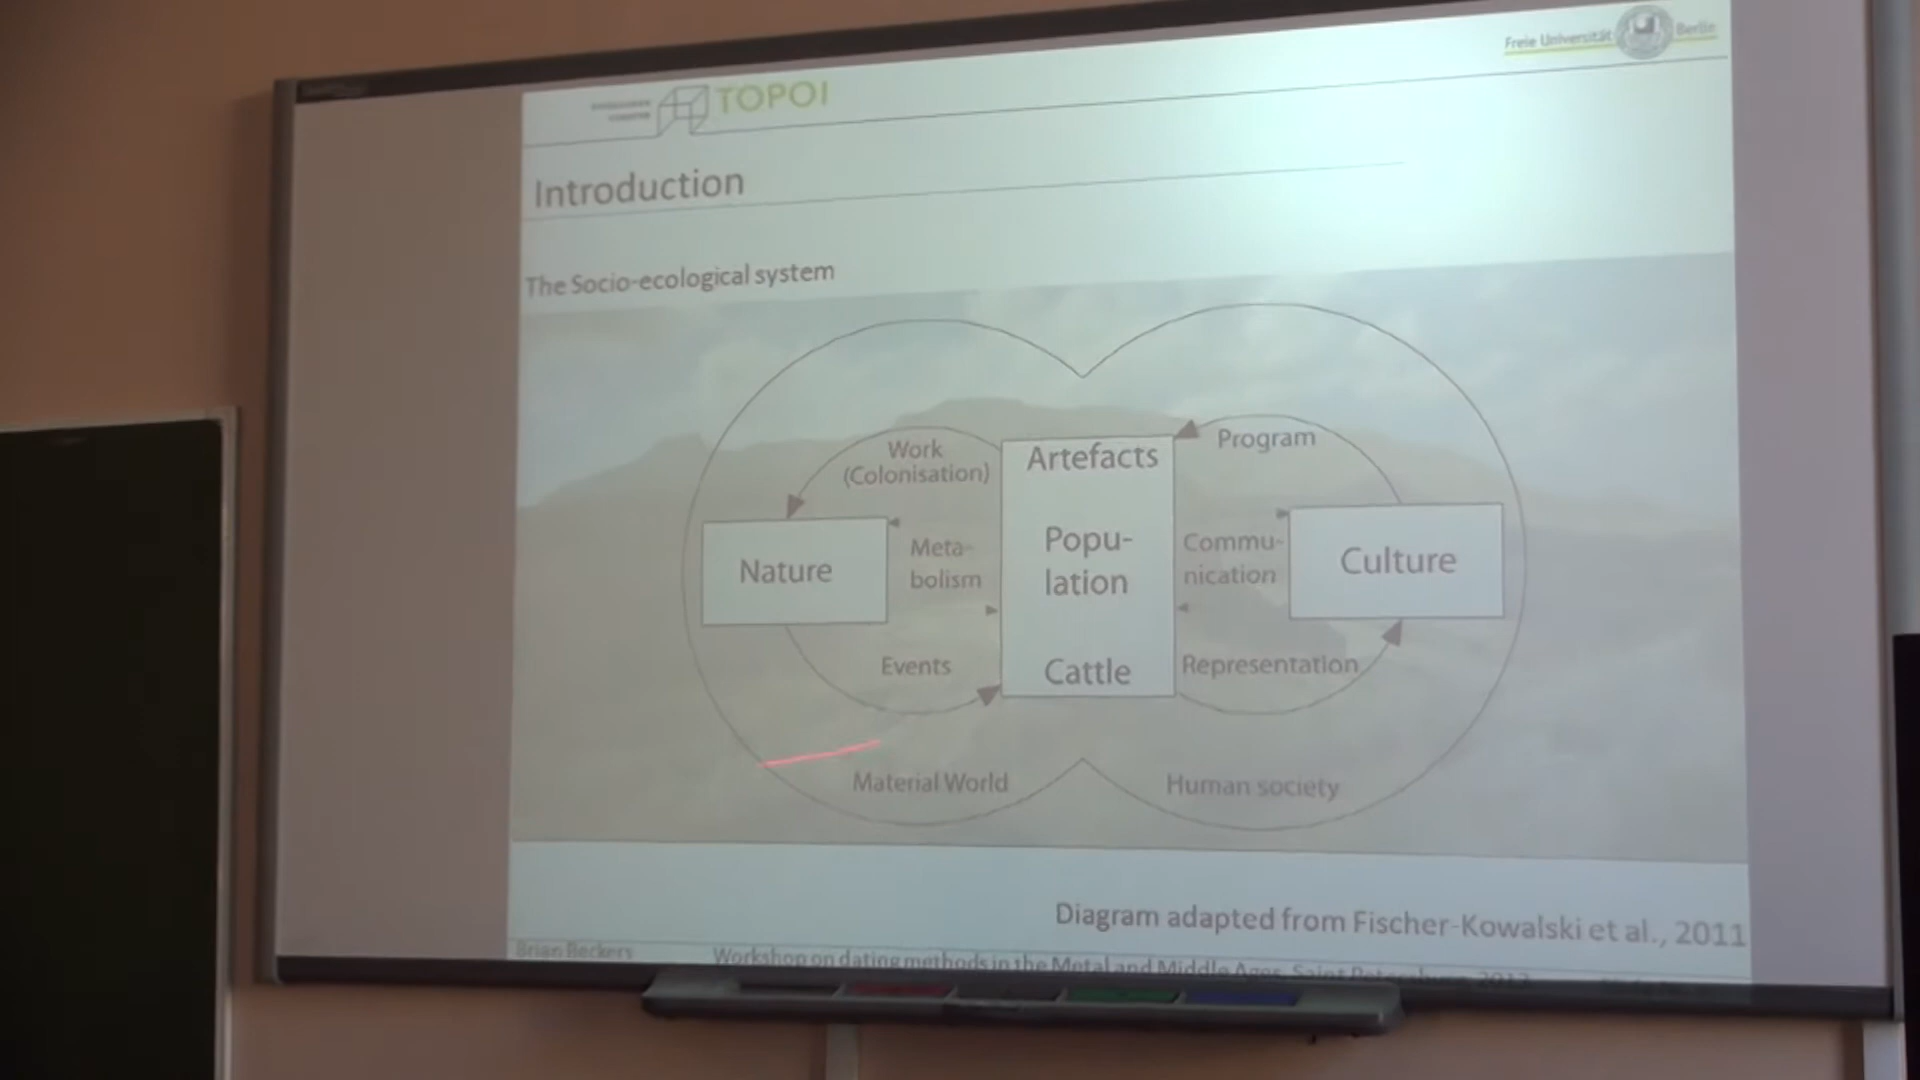 TOPOI
Freie Universität Berlin
Introduction
The Socio-ecological system
Work
(Colonisation)
Artefacts
Program
Nature
Meta-
bolism
Popu-
lation
Commu-
nication
Culture
Events
Cattle
Representation
Material World
Human society
Diagram adapted from Fischer-Kowalski et al., 2011
Brian Beckers
Workshop on dating methods in the Metal and Middle Ages, Saint Petersburg,